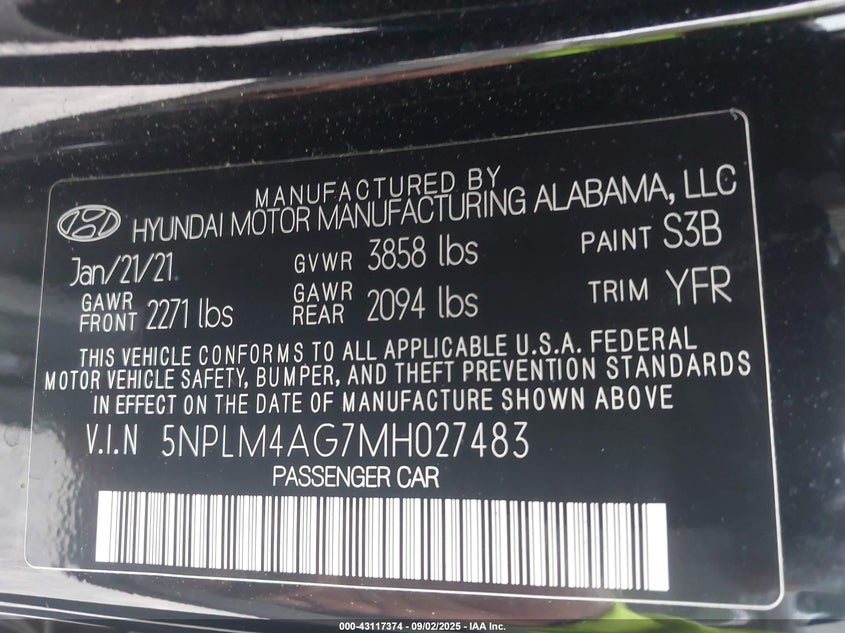 MANUFACTURED BY
HYUNDAI MOTOR MANUFACTURING ALABAMA, LLC
Jan/21/21 GVWR 3858 lbs PAINT S3B
GAWR FRONT 2271 lbs GAWR REAR 2094 lbs TRIM YFR
THIS VEHICLE CONFORMS TO ALL APPLICABLE U.S.A. FEDERAL
MOTOR VEHICLE SAFETY, BUMPER, AND THEFT PREVENTION STANDARDS
IN EFFECT ON THE DATE OF MANUFACTURE SHOWN ABOVE
V.I.N 5NPLM4AG7MH027483
PASSENGER CAR
000-43117374 - 09/02/2025 - IAA Inc.